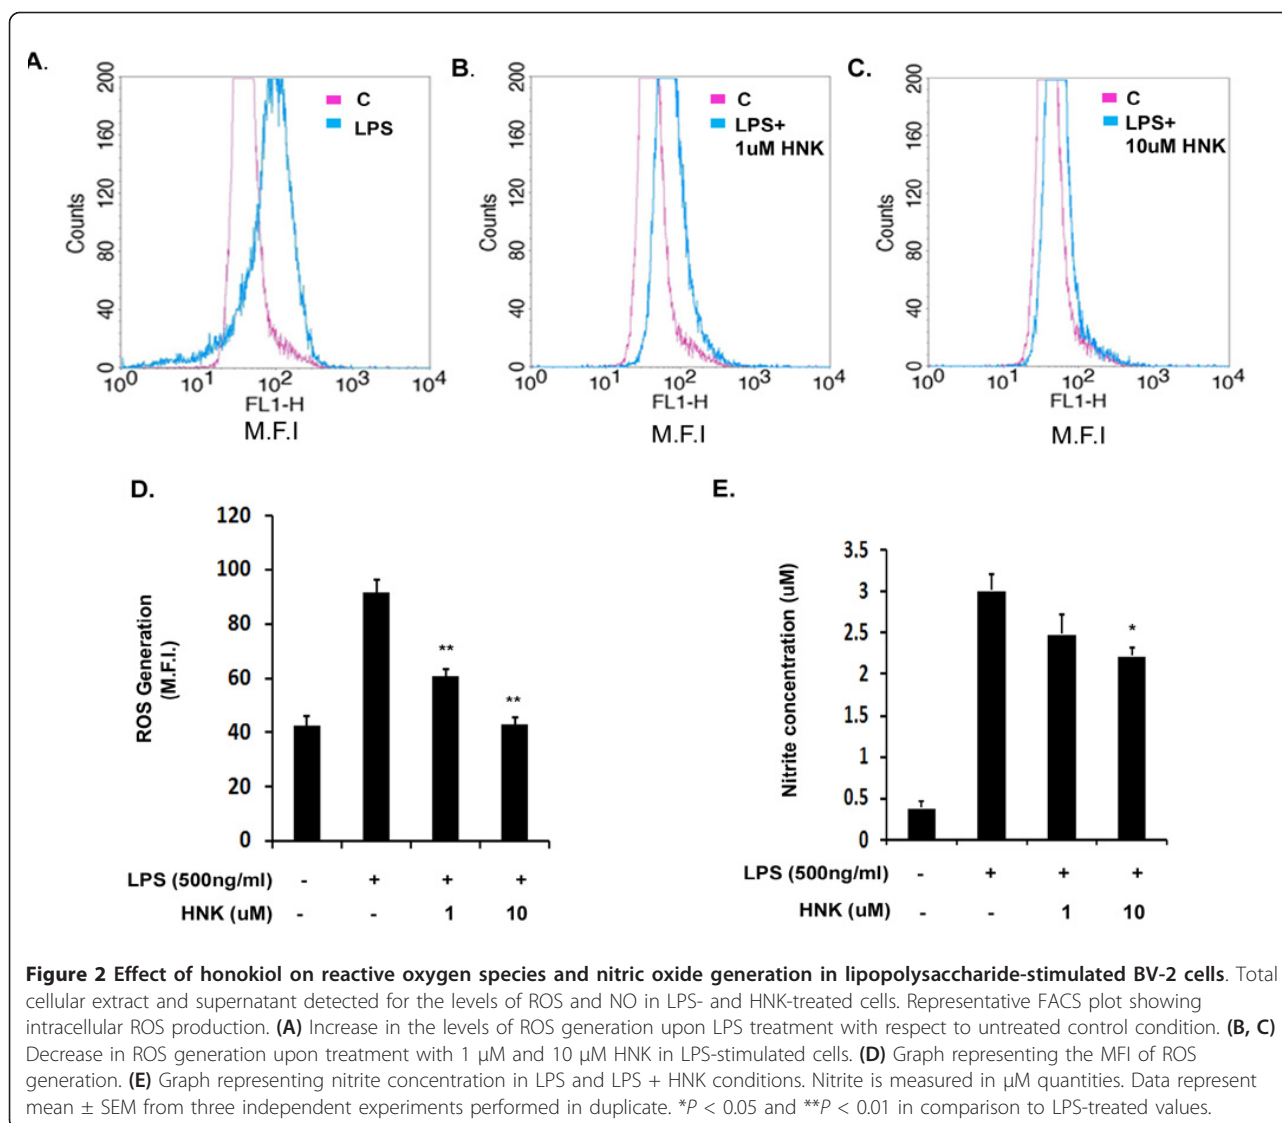 A.
200
160
120
80
40
0
Counts
C
LPS
10^0 10^1 10^2 10^3 10^4
FL1-H
M.F.I
B.
200
160
120
80
40
0
Counts
C
LPS+
1uM HNK
10^0 10^1 10^2 10^3 10^4
FL1-H
M.F.I
C.
200
160
120
80
40
0
Counts
C
LPS+
10uM HNK
10^0 10^1 10^2 10^3 10^4
FL1-H
M.F.I
D.
ROS Generation
(M.F.I.)
120
100
80
60
40
20
0
**
**
LPS (500ng/ml) - + + +
HNK (uM) - - 1 10
E.
Nitrite concentration (uM)
3.5
3
2.5
2
1.5
1
0.5
0
*
LPS (500ng/ml) - + + +
HNK (uM) - - 1 10
Figure 2 Effect of honokiol on reactive oxygen species and nitric oxide generation in lipopolysaccharide-stimulated BV-2 cells. Total
cellular extract and supernatant detected for the levels of ROS and NO in LPS- and HNK-treated cells. Representative FACS plot showing
intracellular ROS production. (A) Increase in the levels of ROS generation upon LPS treatment with respect to untreated control condition. (B, C)
Decrease in ROS generation upon treatment with 1 μM and 10 μM HNK in LPS-stimulated cells. (D) Graph representing the MFI of ROS
generation. (E) Graph representing nitrite concentration in LPS and LPS + HNK conditions. Nitrite is measured in μM quantities. Data represent
mean ± SEM from three independent experiments performed in duplicate. *P < 0.05 and **P < 0.01 in comparison to LPS-treated values.